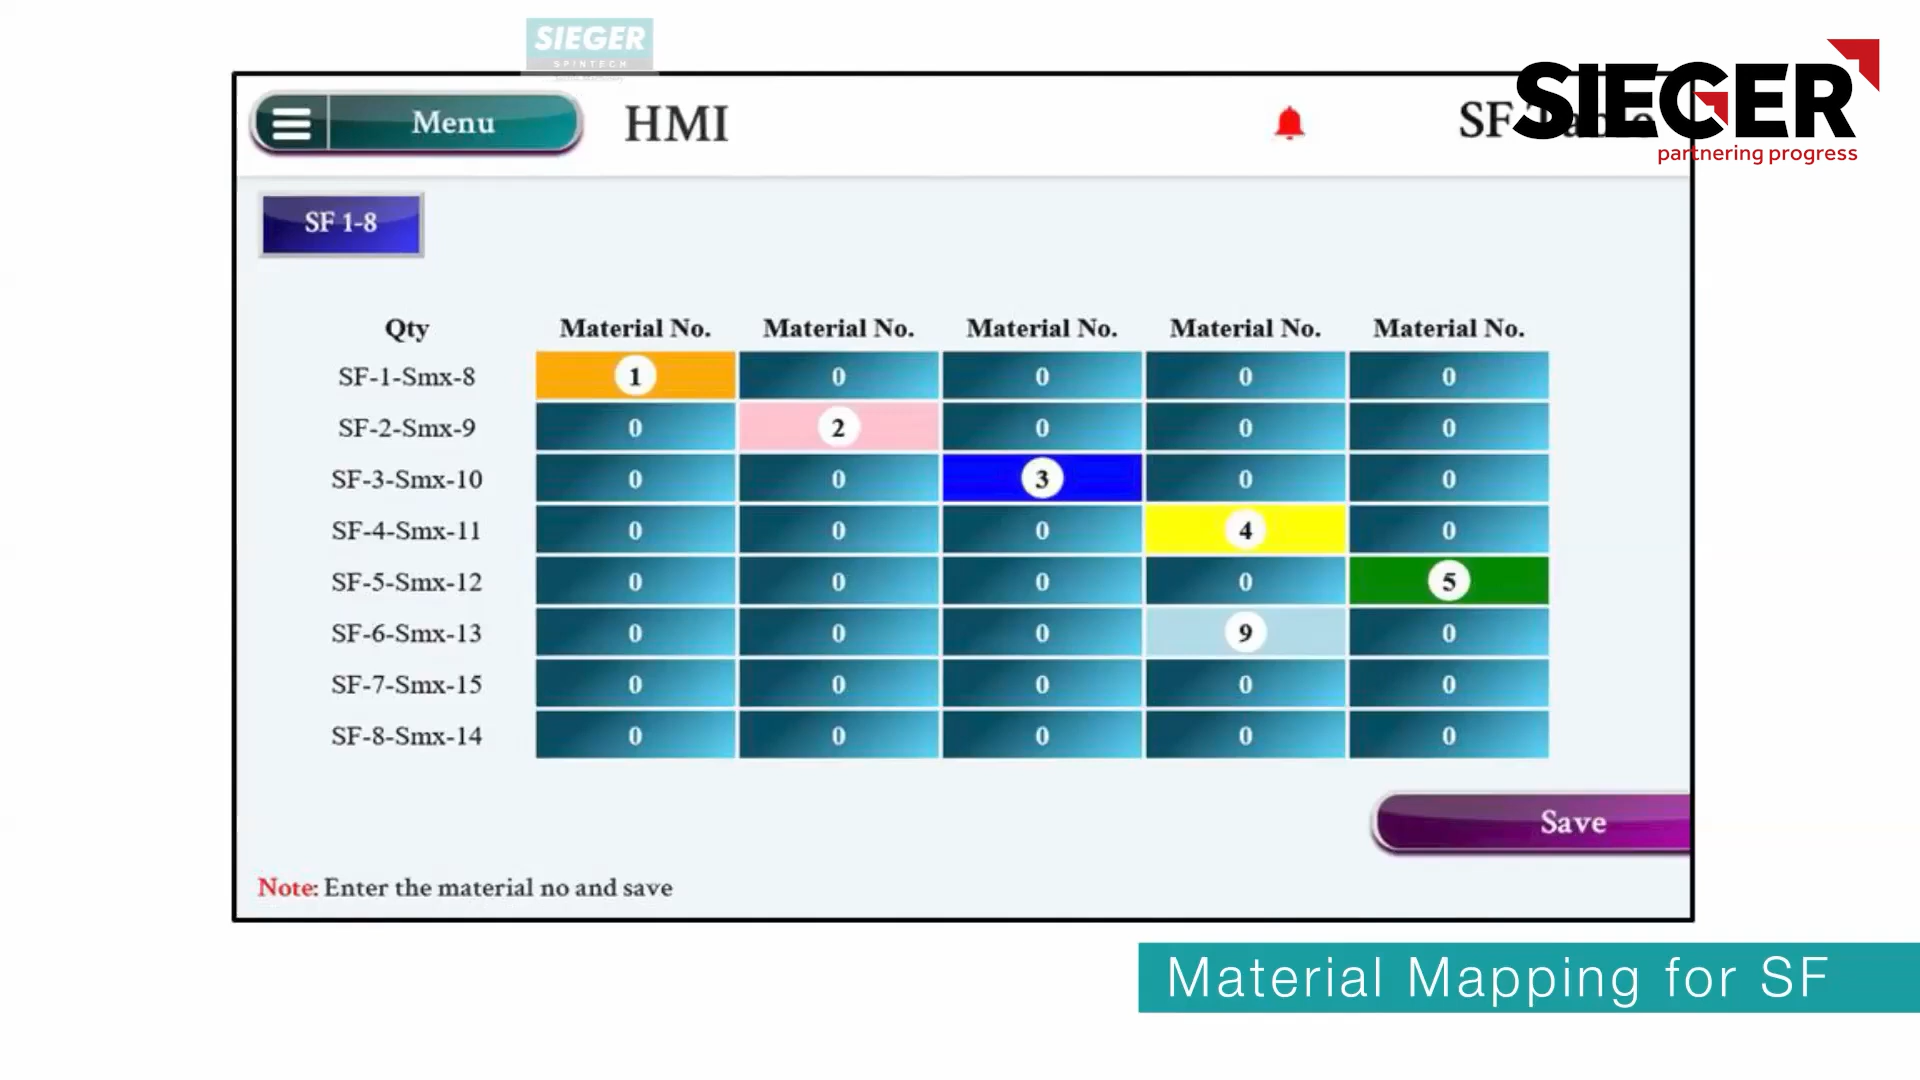 SIEGER
SPINTECH
SIEGER
partnering progress
Menu
HMI
SF Table
SF 1-8
Qty Material No. Material No. Material No. Material No. Material No.
SF-1-Smx-8 1 0 0 0 0
SF-2-Smx-9 0 2 0 0 0
SF-3-Smx-10 0 0 3 0 0
SF-4-Smx-11 0 0 0 4 0
SF-5-Smx-12 0 0 0 0 5
SF-6-Smx-13 0 0 0 9 0
SF-7-Smx-15 0 0 0 0 0
SF-8-Smx-14 0 0 0 0 0
Save
Note: Enter the material no and save
Material Mapping for SF